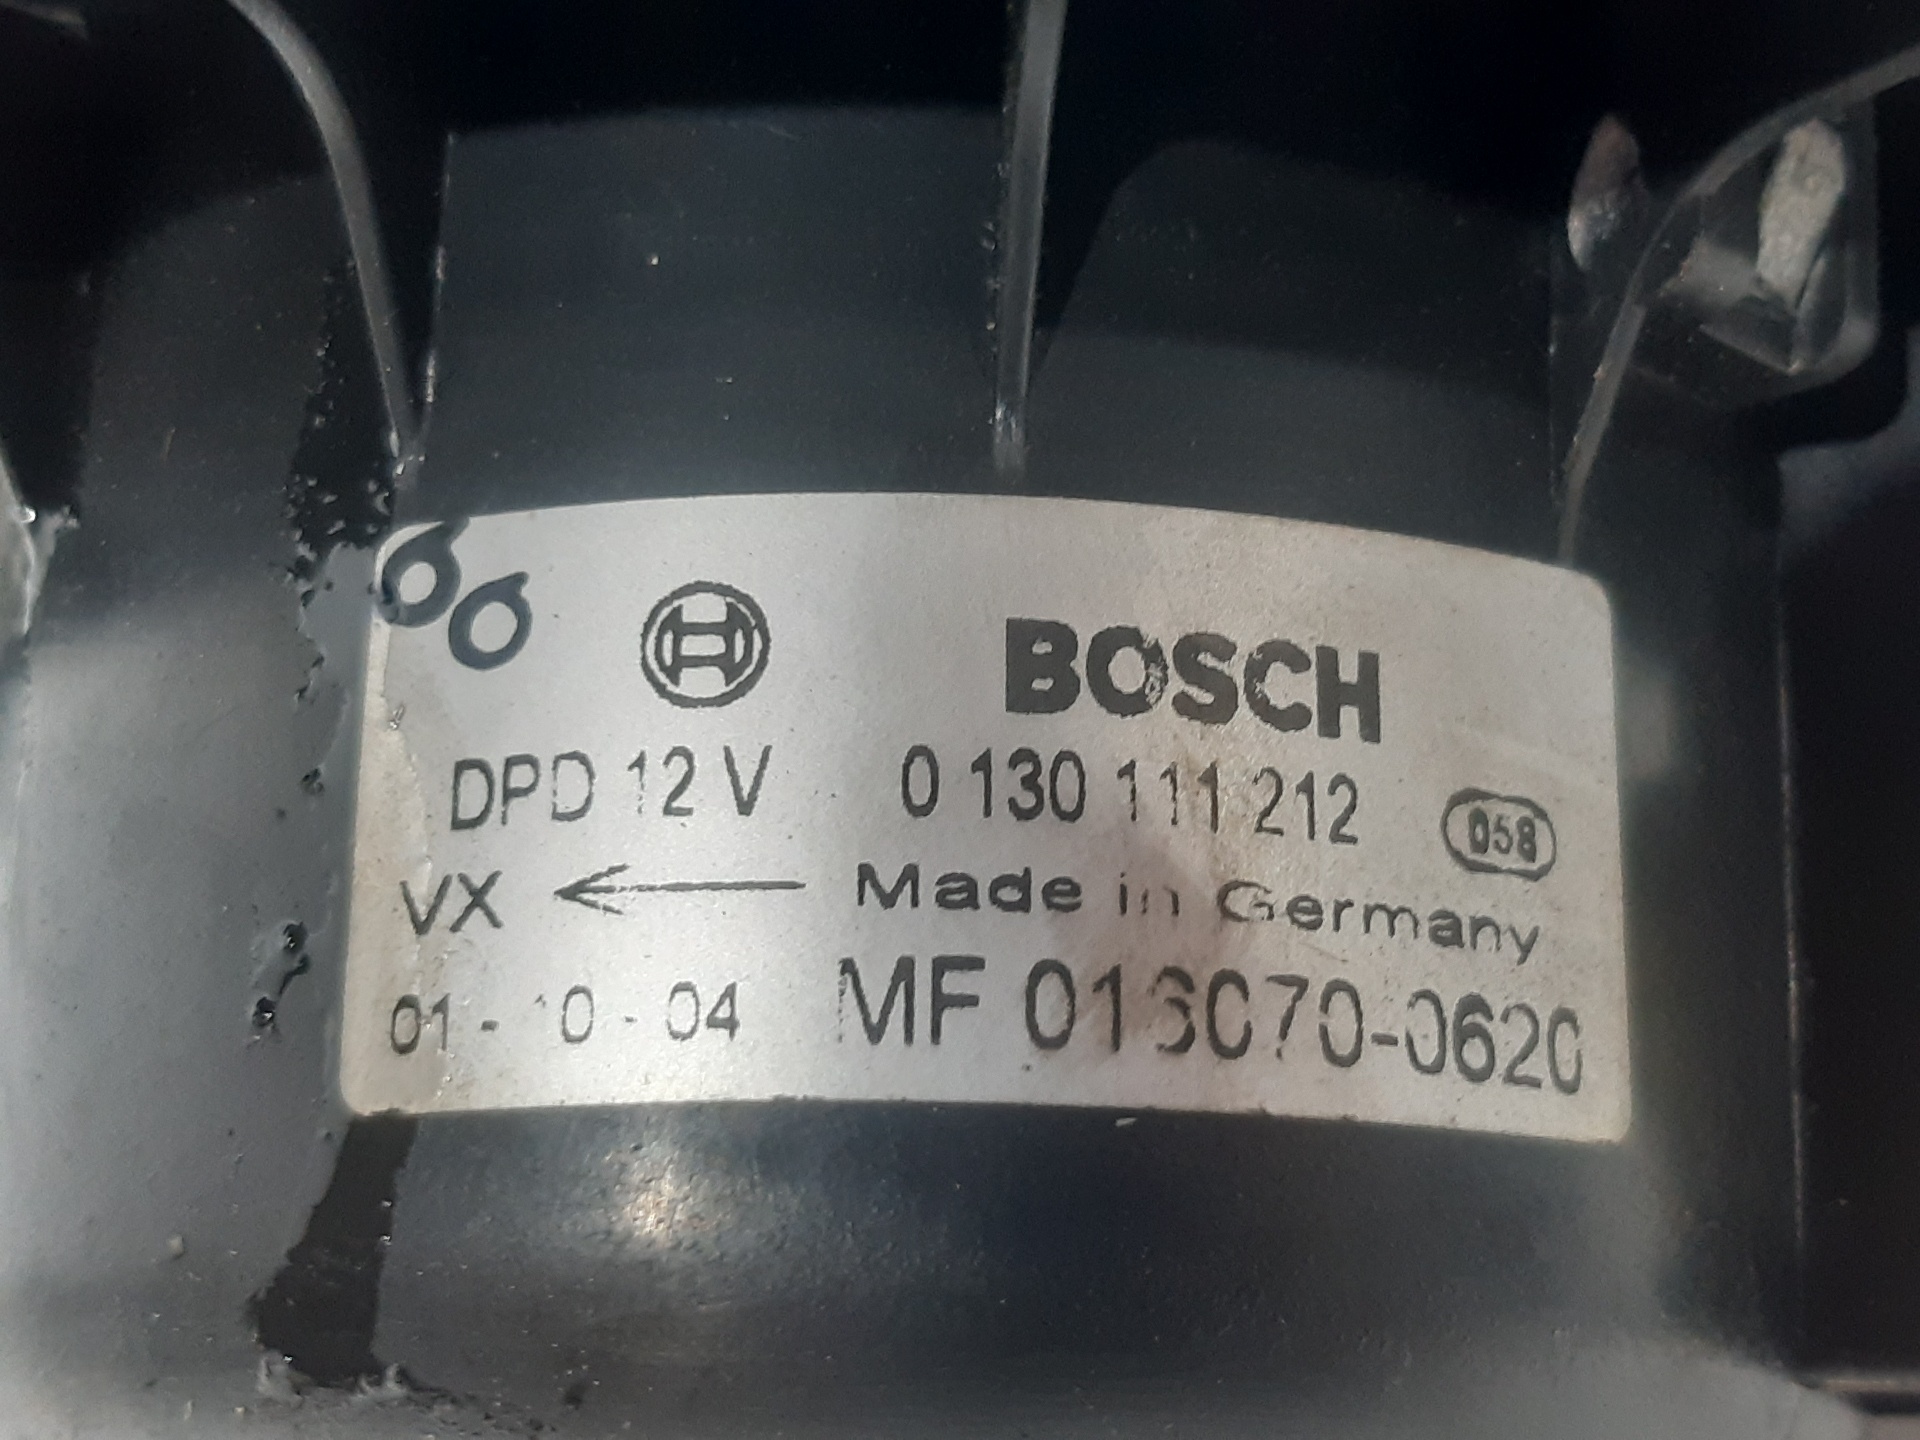 66
BOSCH
DPD 12 V 0 130 111 212 058
VX Made in Germany
01-10-04 MF 016070-0620